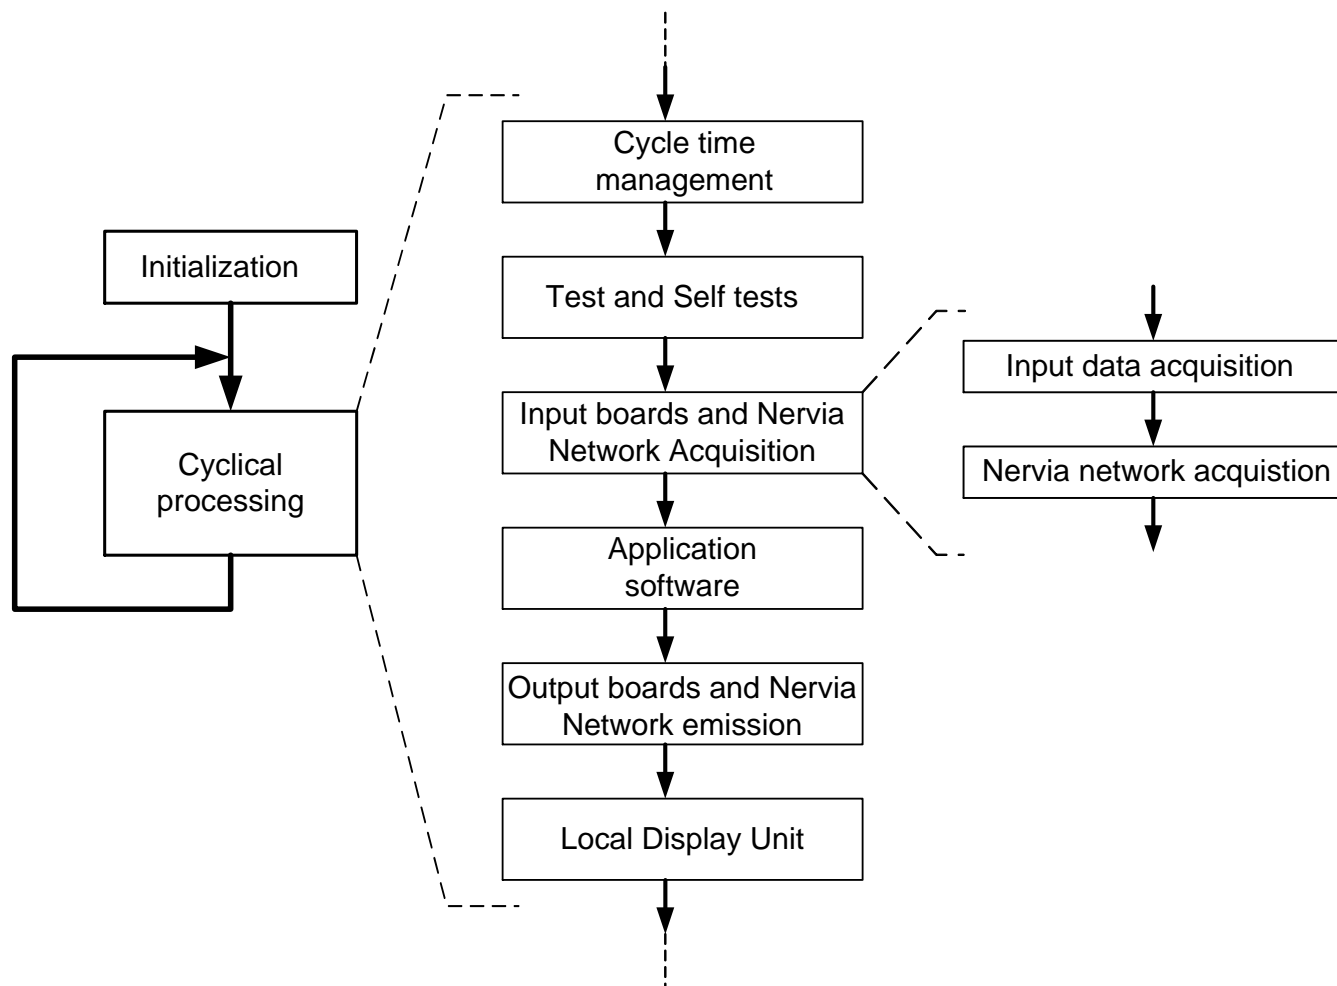 Initialization
Cyclical
processing
Cycle time
management
Test and Self tests
Input boards and Nervia
Network Acquisition
Application
software
Output boards and Nervia
Network emission
Local Display Unit
Input data acquisition
Nervia network acquistion